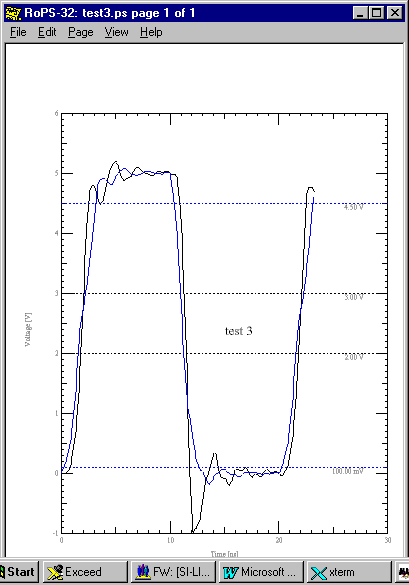 RoPS-32: test3.ps page 1 of 1
File Edit Page View Help
6
5
4.50 V
4
3
3.00 V
test 3
Voltage [V]
2
2.00 V
1
0
100.00 mV
-1
0 10 20 30
Time [ns]
Start Exceed FW: [SI-LI... Microsoft ... xterm